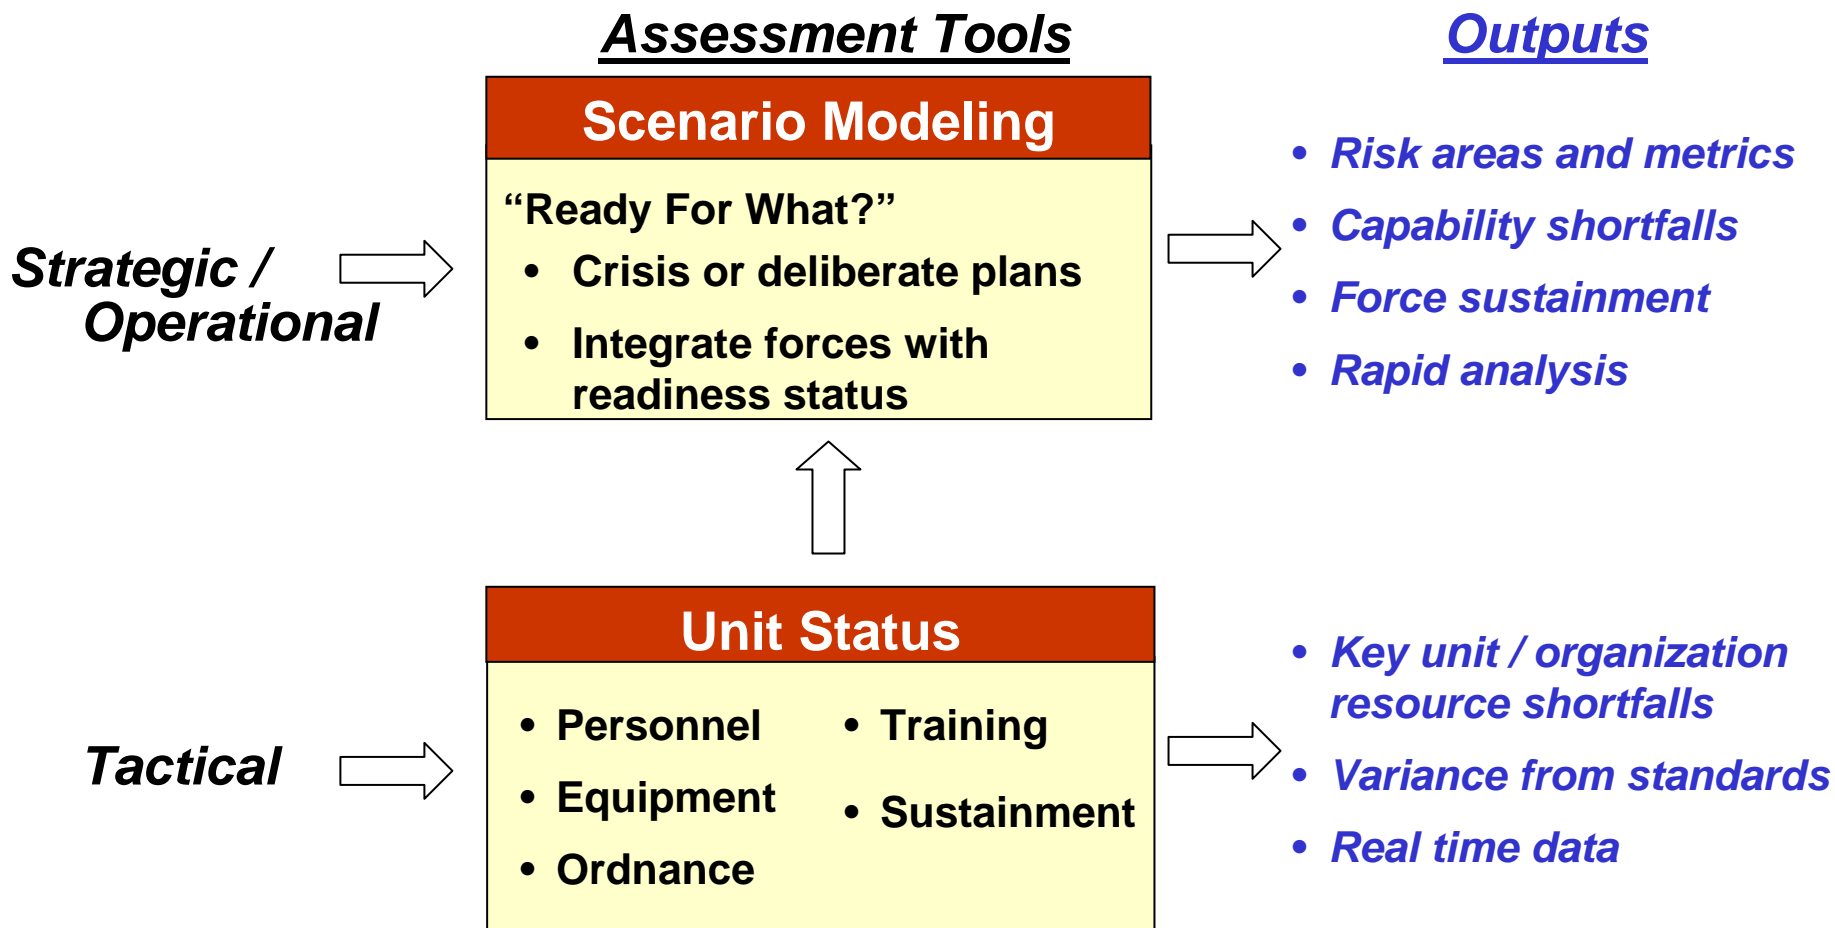 Assessment Tools
Outputs
Scenario Modeling
“Ready For What?”
• Crisis or deliberate plans
• Integrate forces with
readiness status
Strategic /
Operational
• Risk areas and metrics
• Capability shortfalls
• Force sustainment
• Rapid analysis
Unit Status
Tactical
• Personnel
• Equipment
• Ordnance
• Training
• Sustainment
• Key unit / organization
resource shortfalls
• Variance from standards
• Real time data